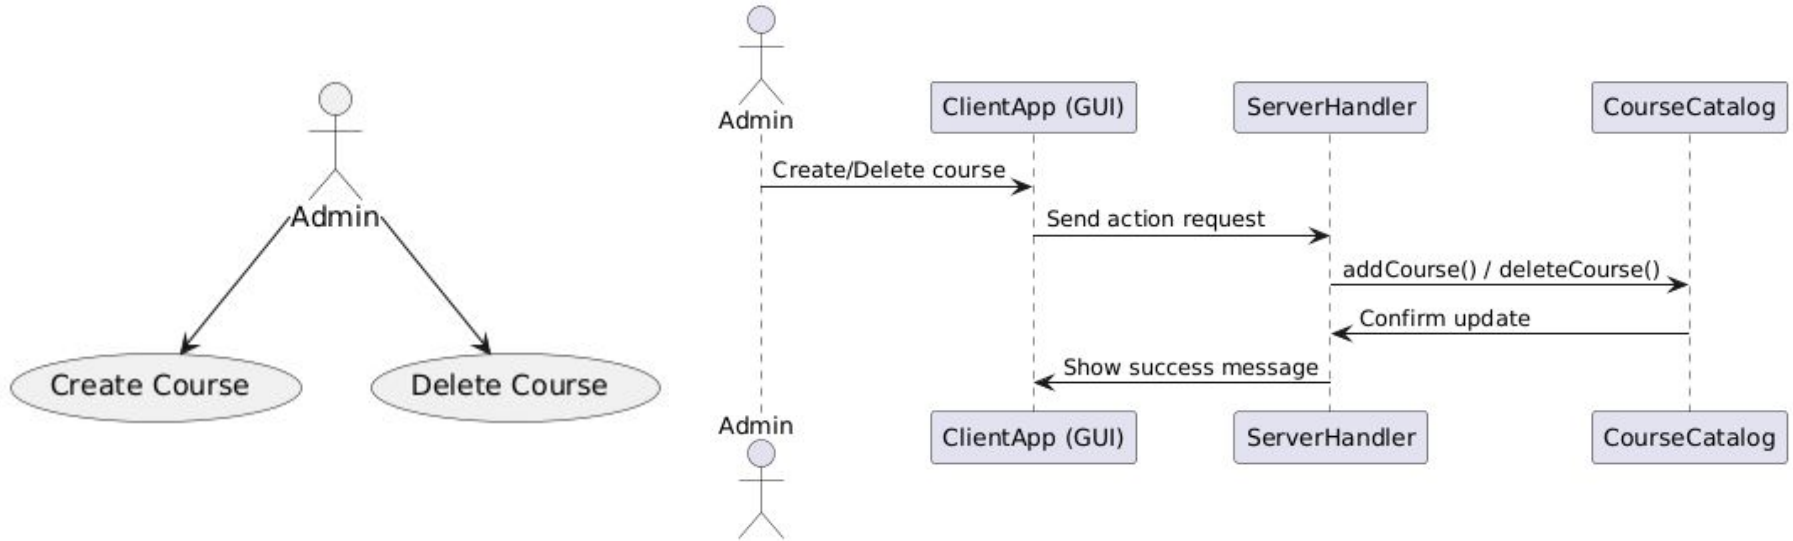 Admin
Create Course
Delete Course
Admin
ClientApp (GUI)
ServerHandler
CourseCatalog
Create/Delete course
Send action request
addCourse() / deleteCourse()
Confirm update
Show success message
Admin
ClientApp (GUI)
ServerHandler
CourseCatalog